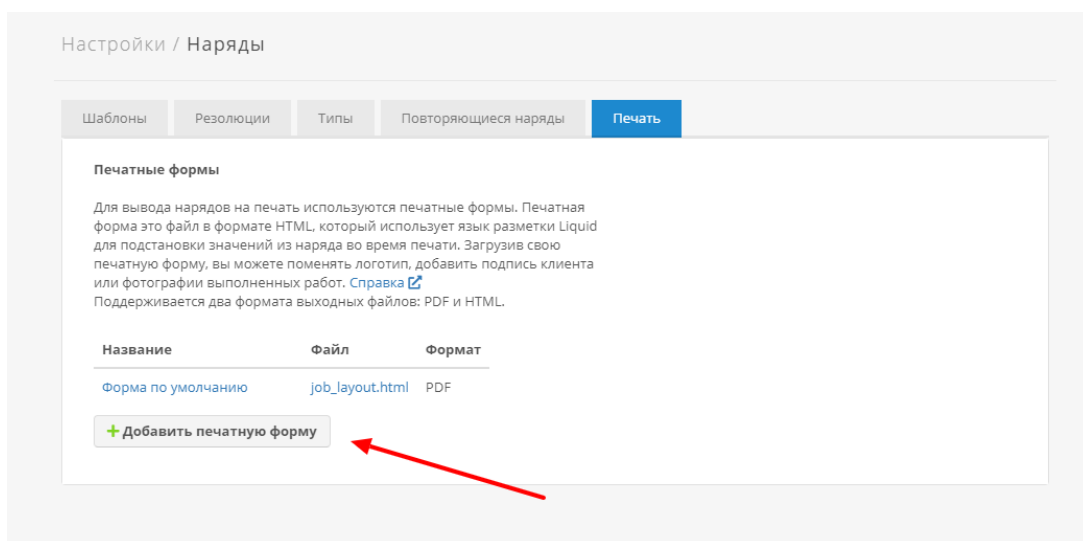 Настройки / Наряды
Шаблоны Резолюции Типы Повторяющиеся наряды Печать
Печатные формы
Для вывода нарядов на печать используются печатные формы. Печатная
форма это файл в формате HTML, который использует язык разметки Liquid
для подстановки значений из наряда во время печати. Загрузив свою
печатную форму, вы можете поменять логотип, добавить подпись клиента
или фотографии выполненных работ. Справка
Поддерживается два формата выходных файлов: PDF и HTML.
Название Файл Формат
Форма по умолчанию job_layout.html PDF
Добавить печатную форму